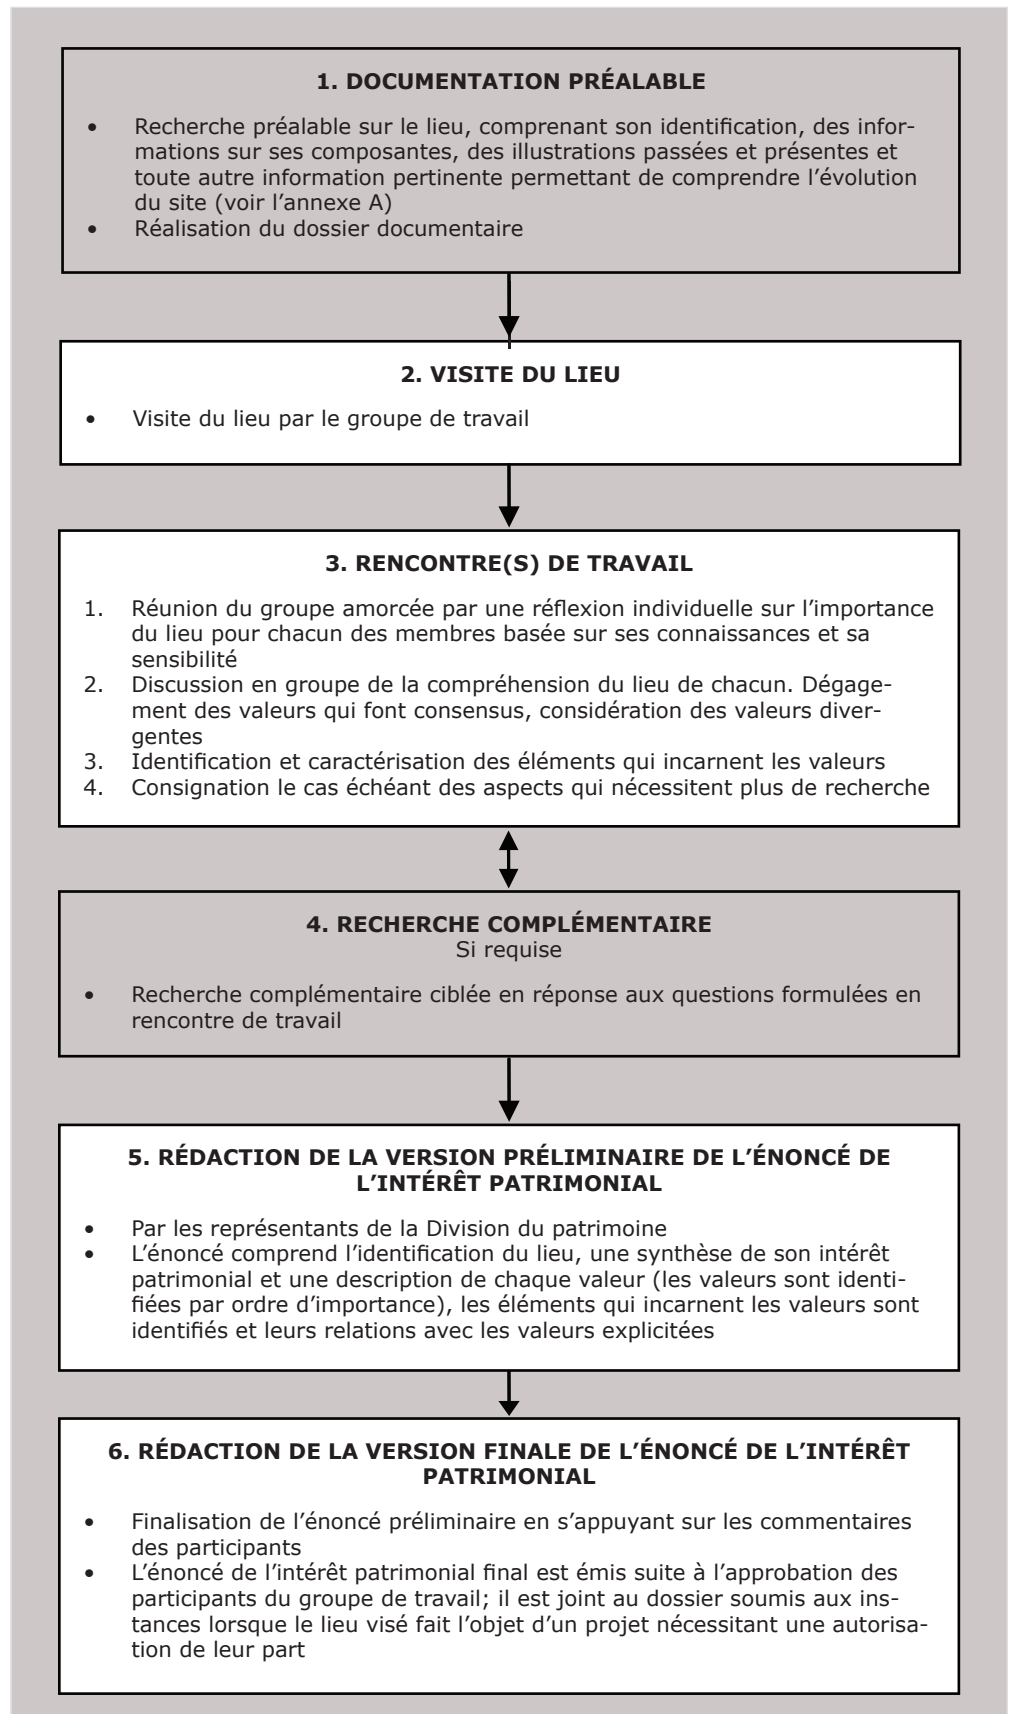 1. DOCUMENTATION PRÉALABLE
• Recherche préalable sur le lieu, comprenant son identification, des infor-
mations sur ses composantes, des illustrations passées et présentes et
toute autre information pertinente permettant de comprendre l’évolution
du site (voir l’annexe A)
• Réalisation du dossier documentaire
2. VISITE DU LIEU
• Visite du lieu par le groupe de travail
3. RENCONTRE(S) DE TRAVAIL
1. Réunion du groupe amorcée par une réflexion individuelle sur l’importance
du lieu pour chacun des membres basée sur ses connaissances et sa
sensibilité
2. Discussion en groupe de la compréhension du lieu de chacun. Dégage-
ment des valeurs qui font consensus, considération des valeurs diver-
gentes
3. Identification et caractérisation des éléments qui incarnent les valeurs
4. Consignation le cas échéant des aspects qui nécessitent plus de recherche
4. RECHERCHE COMPLÉMENTAIRE
Si requise
• Recherche complémentaire ciblée en réponse aux questions formulées en
rencontre de travail
5. RÉDACTION DE LA VERSION PRÉLIMINAIRE DE L’ÉNONCÉ DE
L’INTÉRÊT PATRIMONIAL
• Par les représentants de la Division du patrimoine
• L’énoncé comprend l’identification du lieu, une synthèse de son intérêt
patrimonial et une description de chaque valeur (les valeurs sont identi-
fiées par ordre d’importance), les éléments qui incarnent les valeurs sont
identifiés et leurs relations avec les valeurs explicitées
6. RÉDACTION DE LA VERSION FINALE DE L’ÉNONCÉ DE L’INTÉRÊT
PATRIMONIAL
• Finalisation de l’énoncé préliminaire en s’appuyant sur les commentaires
des participants
• L’énoncé de l’intérêt patrimonial final est émis suite à l’approbation des
participants du groupe de travail; il est joint au dossier soumis aux ins-
tances lorsque le lieu visé fait l’objet d’un projet nécessitant une autorisa-
tion de leur part